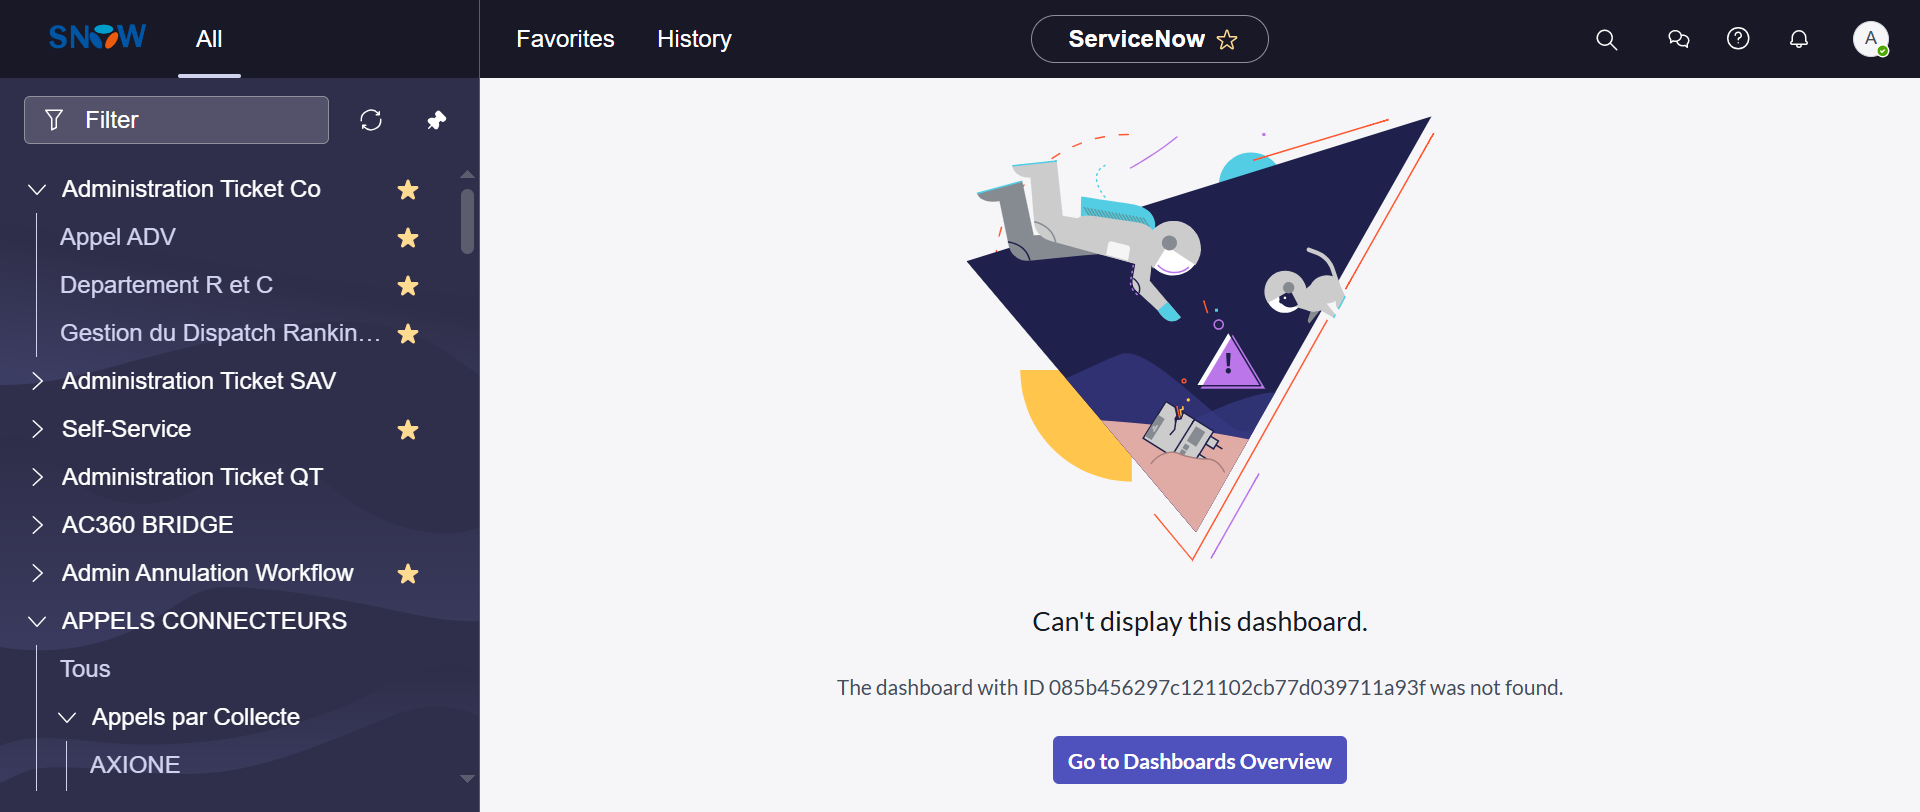 SNOW
All
Favorites
History
ServiceNow
A
Filter
Administration Ticket Co
Appel ADV
Departement R et C
Gestion du Dispatch Rankin...
Administration Ticket SAV
Self-Service
Administration Ticket QT
AC360 BRIDGE
Admin Annulation Workflow
APPELS CONNECTEURS
Tous
Appels par Collecte
AXIONE
!
Can't display this dashboard.
The dashboard with ID 085b456297c121102cb77d039711a93f was not found.
Go to Dashboards Overview